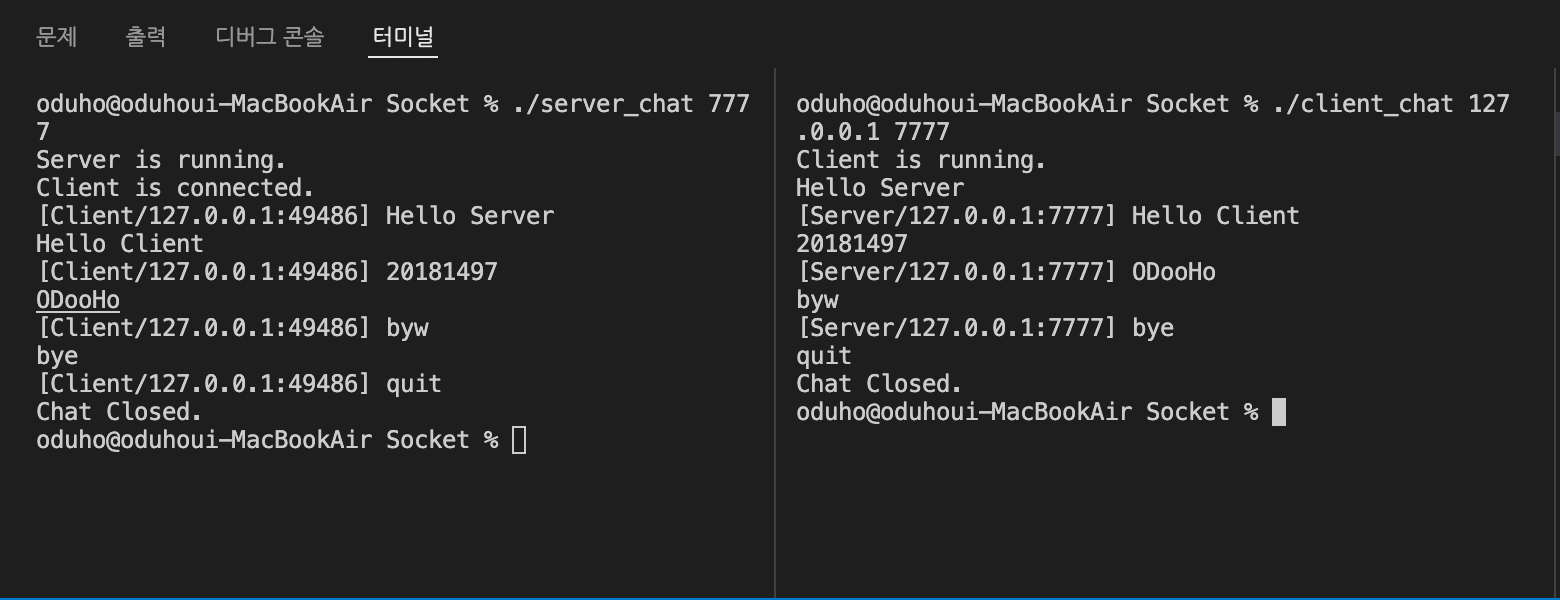 문제 출력 디버그 콘솔 터미널
oduho@oduhoui-MacBookAir Socket % ./server_chat 777
7
Server is running.
Client is connected.
[Client/127.0.0.1:49486] Hello Server
Hello Client
[Client/127.0.0.1:49486] 20181497
ODooHo
[Client/127.0.0.1:49486] byw
bye
[Client/127.0.0.1:49486] quit
Chat Closed.
oduho@oduhoui-MacBookAir Socket %
oduho@oduhoui-MacBookAir Socket % ./client_chat 127
.0.0.1 7777
Client is running.
Hello Server
[Server/127.0.0.1:7777] Hello Client
20181497
[Server/127.0.0.1:7777] ODooHo
byw
[Server/127.0.0.1:7777] bye
quit
Chat Closed.
oduho@oduhoui-MacBookAir Socket %